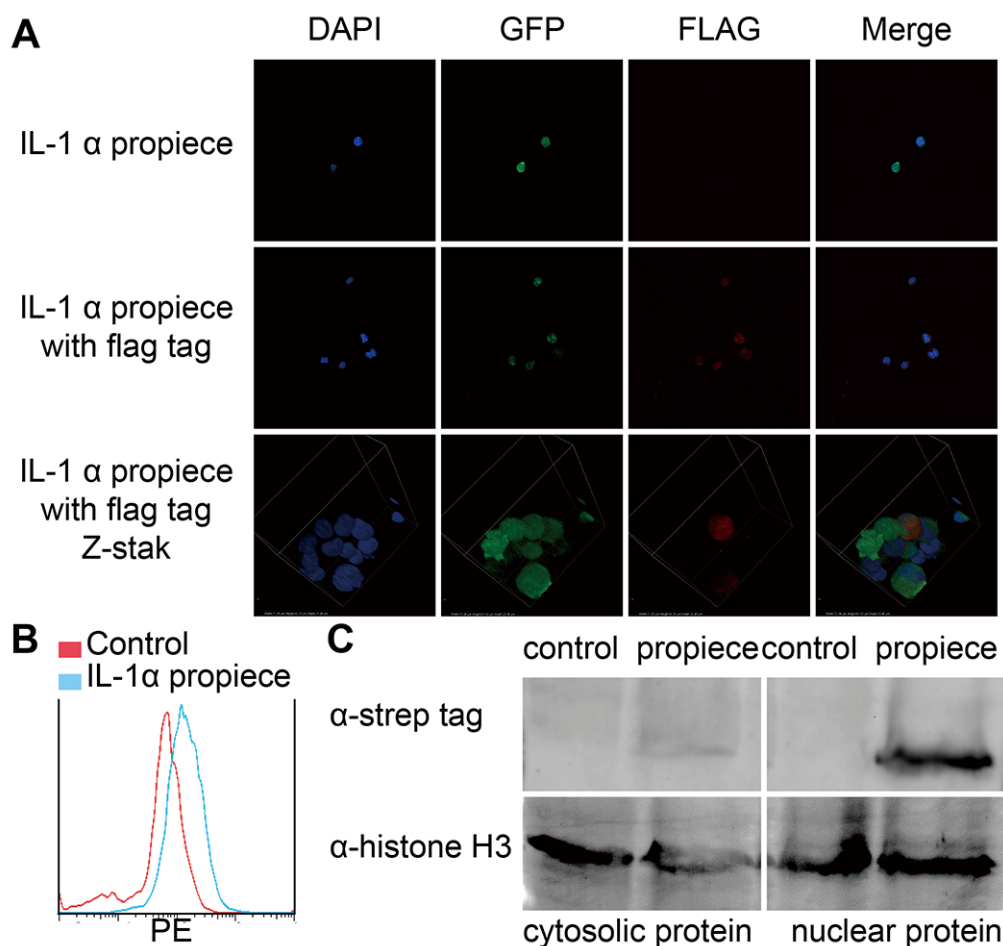 A
DAPI GFP FLAG Merge
IL-1 α propiece
IL-1 α propiece
with flag tag
IL-1 α propiece
with flag tag
Z-stak
B
Control
IL-1α propiece
PE
C
control propiece control propiece
α-strep tag
α-histone H3
cytosolic protein nuclear protein